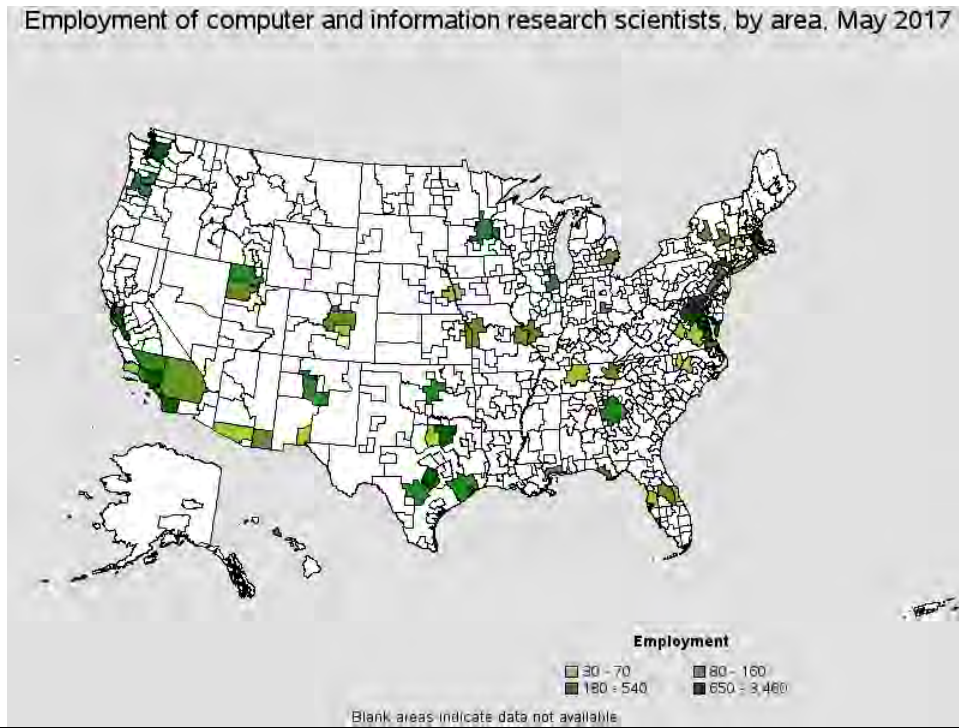 Employment of computer and information research scientists, by area, May 2017
Employment
30 - 70
80 - 160
180 - 540
650 - 3,460
Blank areas indicate data not available